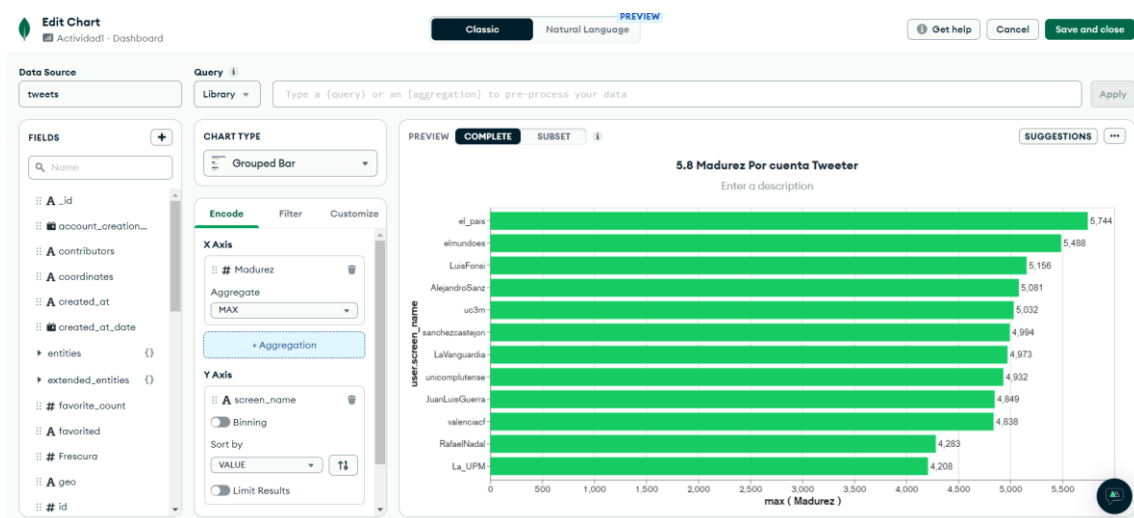 Edit Chart
Actividad1 - Dashboard
Classic
Natural Language
PREVIEW
Get help
Cancel
Save and close
Data Source
tweets
Query
Library
Type a {query} or an [aggregation] to pre-process your data
Apply
FIELDS
+
Name
A _id
account_creation...
A contributors
A coordinates
A created_at
created_at_date
entities {}
extended_entities {}
# favorite_count
A favorited
# Frescura
A geo
# id
CHART TYPE
Grouped Bar
Encode
Filter
Customize
X Axis
# Madurez
Aggregate
MAX
+ Aggregation
Y Axis
A screen_name
Binning
Sort by
VALUE
Limit Results
PREVIEW
COMPLETE
SUBSET
SUGGESTIONS
...
5.8 Madurez Por cuenta Tweeter
Enter a description
user.screen_name
el_pais 5,744
elmundoes 5,488
LuisFonsi 5,156
AlejandroSanz 5,081
uc3m 5,032
sanchezcastejon 4,994
LaVanguardia 4,973
unicomplutense 4,932
JuanLuisGuerra 4,849
valenciacf 4,838
RafaelNadal 4,283
La_UPM 4,208
0 500 1,000 1,500 2,000 2,500 3,000 3,500 4,000 4,500 5,000 5,500
max ( Madurez )